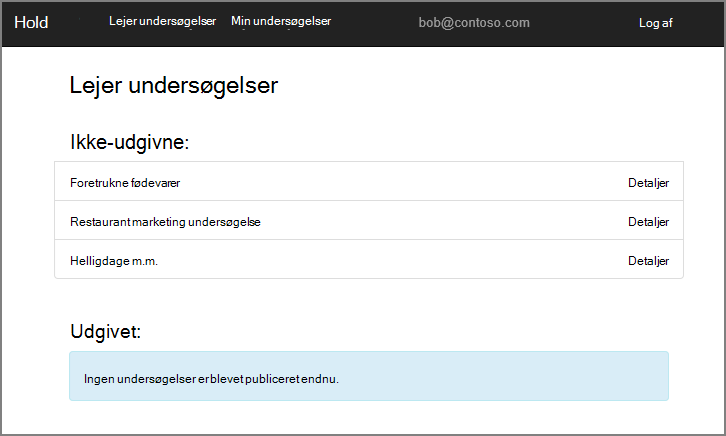 Hold Lejer undersøgelser Min undersøgelser bob@contoso.com Log af
Lejer undersøgelser
Ikke-udgivne:
Foretrukne fødevarer Detaljer
Restaurant marketing undersøgelse Detaljer
Helligdage m.m. Detaljer
Udgivet:
Ingen undersøgelser er blevet publiceret endnu.